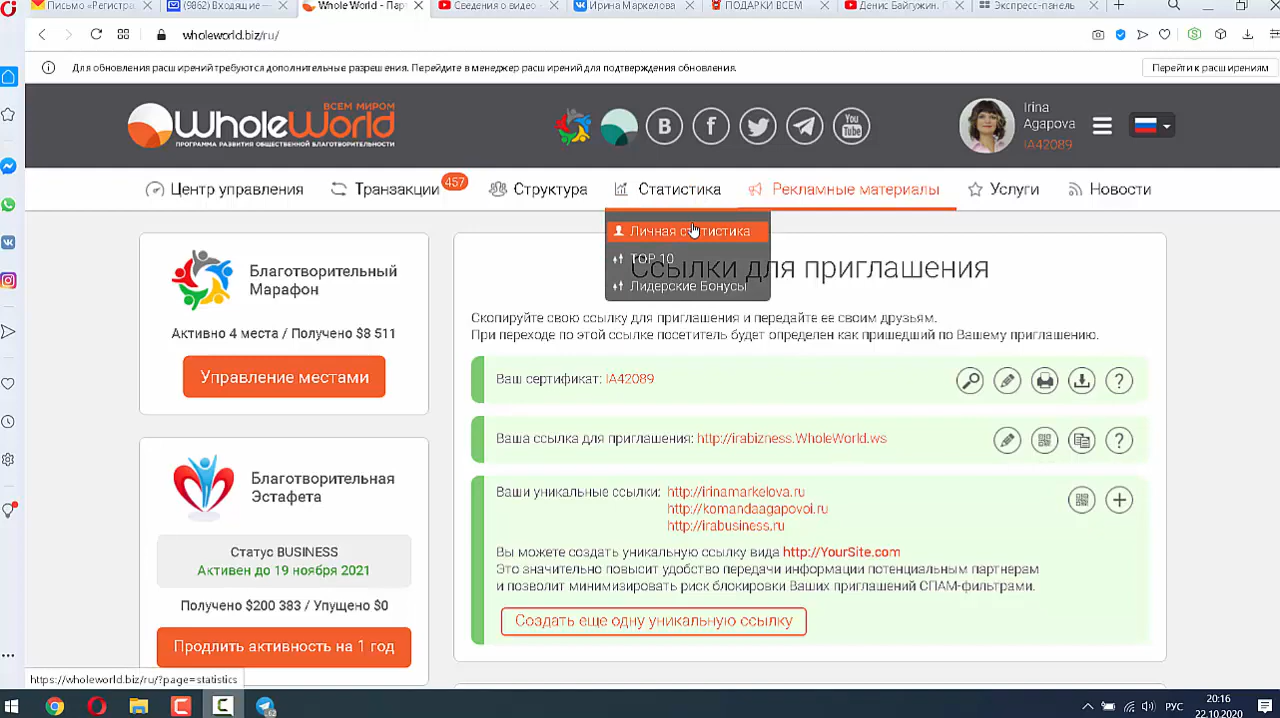 Письмо «Регистра
(9862) Входящие –
Whole World - Пар
Сведения о видео -
Ирина Маркелова
ПОДАРКИ ВСЕМ
Денис Байгужин.
Экспресс-панель
wholeworld.biz/ru/
Для обновления расширений требуются дополнительные разрешения. Перейдите в менеджер расширений для подтверждения обновления.
Перейти к расширениям
ВСЕМ МИРОМ
WholeWorld
ПРОГРАММА РАЗВИТИЯ ОБЩЕСТВЕННОЙ БЛАГОТВОРИТЕЛЬНОСТИ
B
f
You
Tube
Irina
Agapova
IA42089
Центр управления
Транзакции
457
Структура
Статистика
Рекламные материалы
Услуги
Новости
Личная статистика
TOP 10
Лидерские Бонусы
Благотворительный
Марафон
Активно 4 места / Получено $8 511
Управление местами
Благотворительная
Эстафета
Статус BUSINESS
Активен до 19 ноября 2021
Получено $200 383 / Упущено $0
Продлить активность на 1 год
Ссылки для приглашения
Скопируйте свою ссылку для приглашения и передайте ее своим друзьям.
При переходе по этой ссылке посетитель будет определен как пришедший по Вашему приглашению.
Ваш сертификат: IA42089
?
Ваша ссылка для приглашения: http://irabizness.WholeWorld.ws
?
Ваши уникальные ссылки: http://irinamarkelova.ru
http://komandaagapovoi.ru
http://irabusiness.ru
Вы можете создать уникальную ссылку вида http://YourSite.com
Это значительно повысит удобство передачи информации потенциальным партнерам
и позволит минимизировать риск блокировки Ваших приглашений СПАМ-фильтрами.
Создать еще одну уникальную ссылку
https://wholeworld.biz/ru/?page=statistics
РУС
20:16
22.10.2020